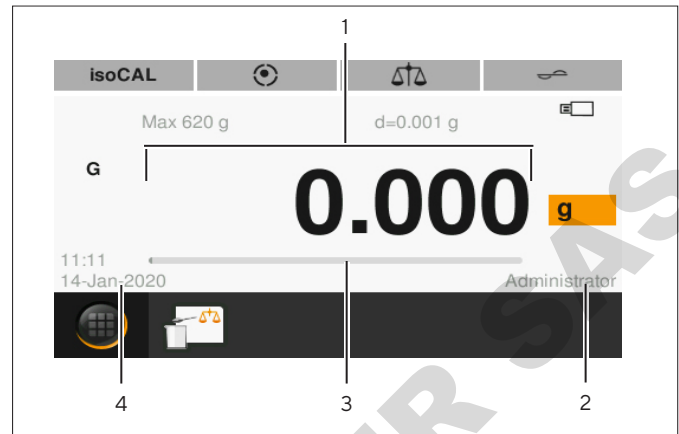 1
isoCAL
Max 620 g d=0.001 g
G
0.000 g
11:11
14-Jan-2020 Administrator
4 3 2